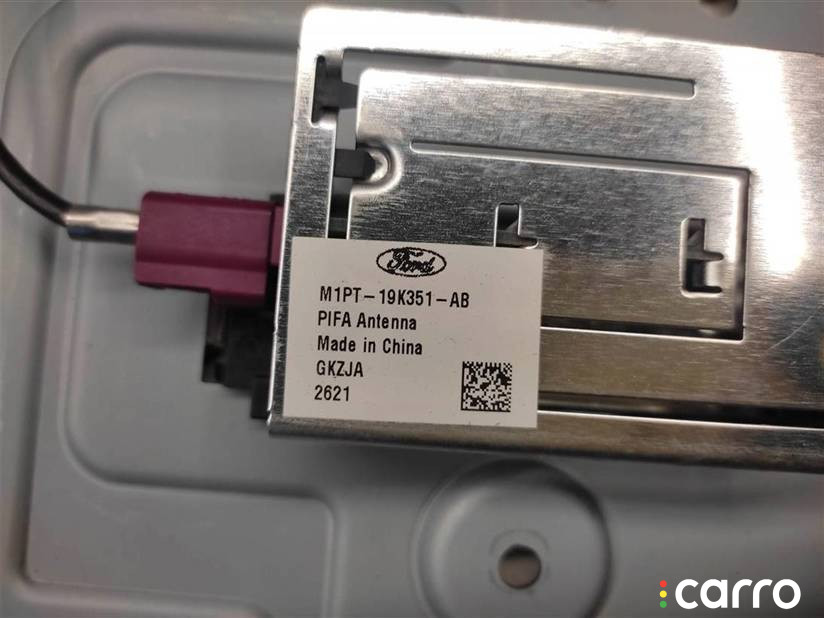 Ford
M1PT-19K351-AB
PIFA Antenna
Made in China
GKZJA
2621
carro